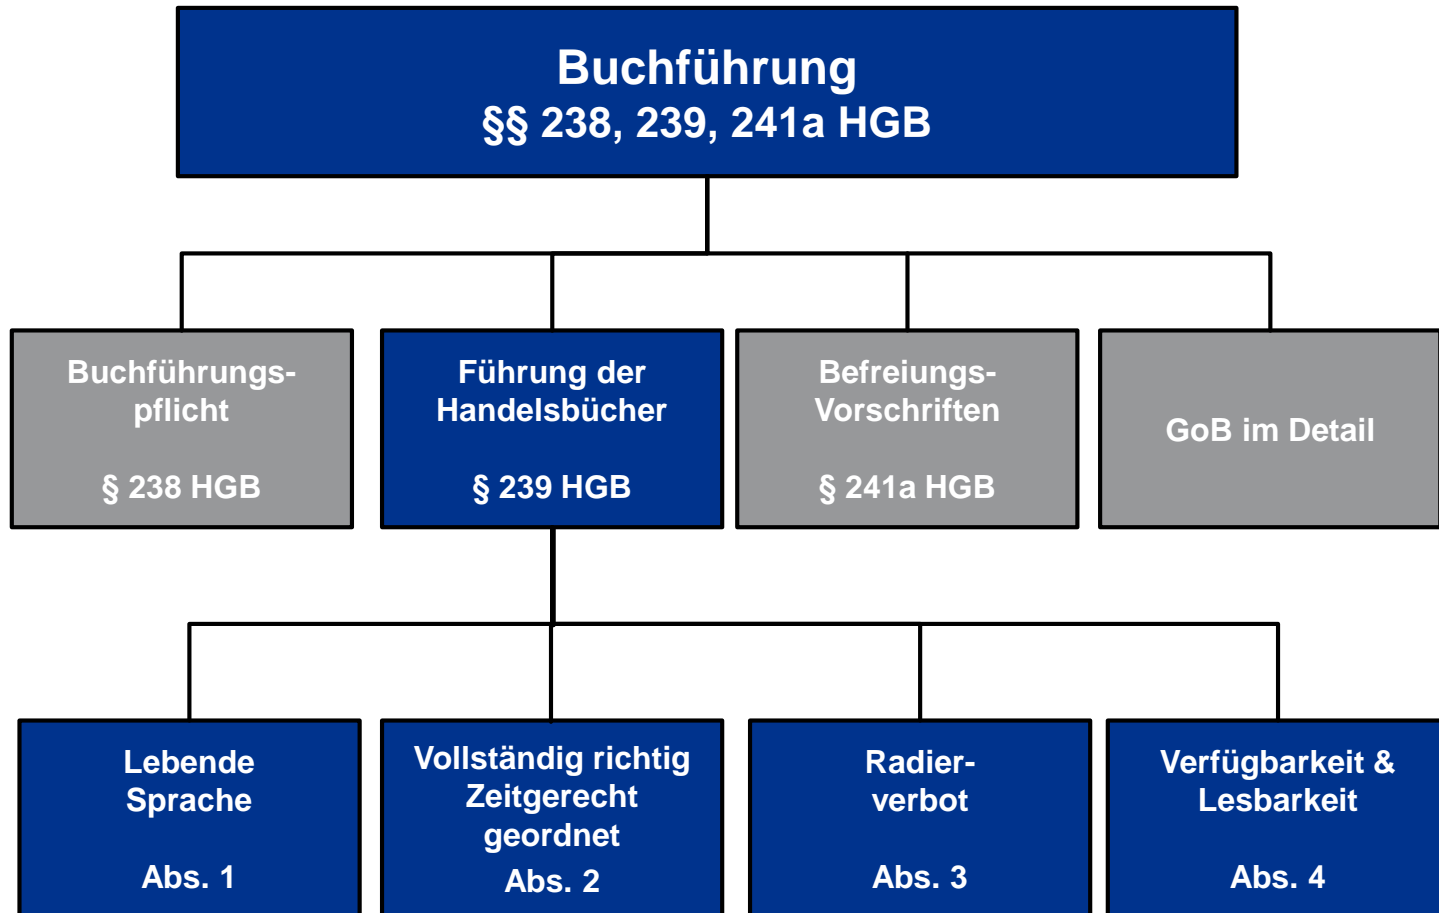 Buchführung
§§ 238, 239, 241a HGB
Buchführungs-
pflicht
§ 238 HGB
Führung der
Handelsbücher
§ 239 HGB
Befreiungs-
Vorschriften
§ 241a HGB
GoB im Detail
Lebende
Sprache
Abs. 1
Vollständig richtig
Zeitgerecht
geordnet
Abs. 2
Radier-
verbot
Abs. 3
Verfügbarkeit &
Lesbarkeit
Abs. 4